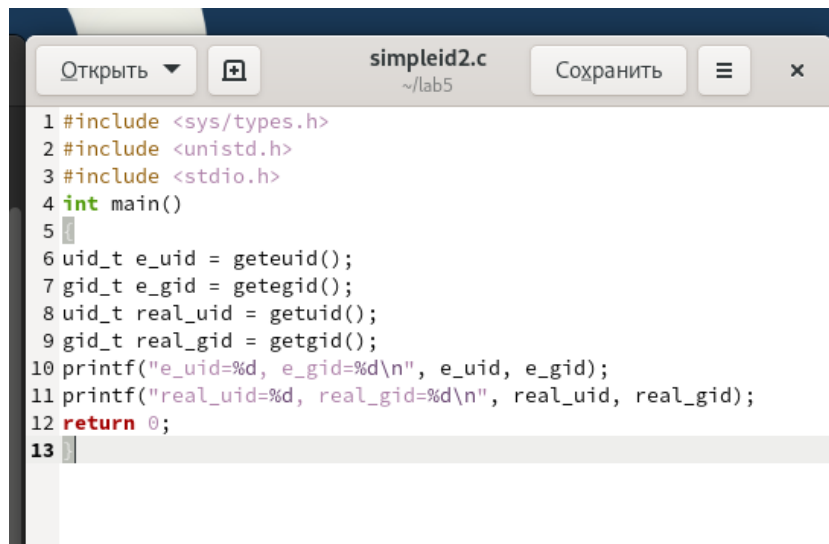 Открыть
simpleid2.c
~/lab5
Сохранить
1 #include <sys/types.h>
2 #include <unistd.h>
3 #include <stdio.h>
4 int main()
5 {
6 uid_t e_uid = geteuid();
7 gid_t e_gid = getegid();
8 uid_t real_uid = getuid();
9 gid_t real_gid = getgid();
10 printf("e_uid=%d, e_gid=%d\n", e_uid, e_gid);
11 printf("real_uid=%d, real_gid=%d\n", real_uid, real_gid);
12 return 0;
13 }